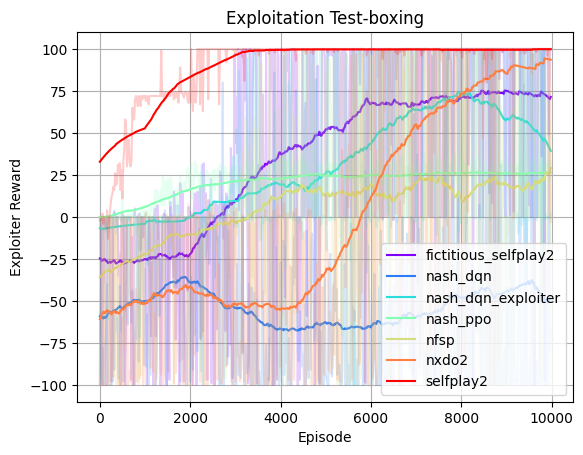 Exploitation Test-boxing
Exploiter Reward
100
75
50
25
0
−25
−50
−75
−100
fictitious_selfplay2
nash_dqn
nash_dqn_exploiter
nash_ppo
nfsp
nxdo2
selfplay2
0 2000 4000 6000 8000 10000
Episode